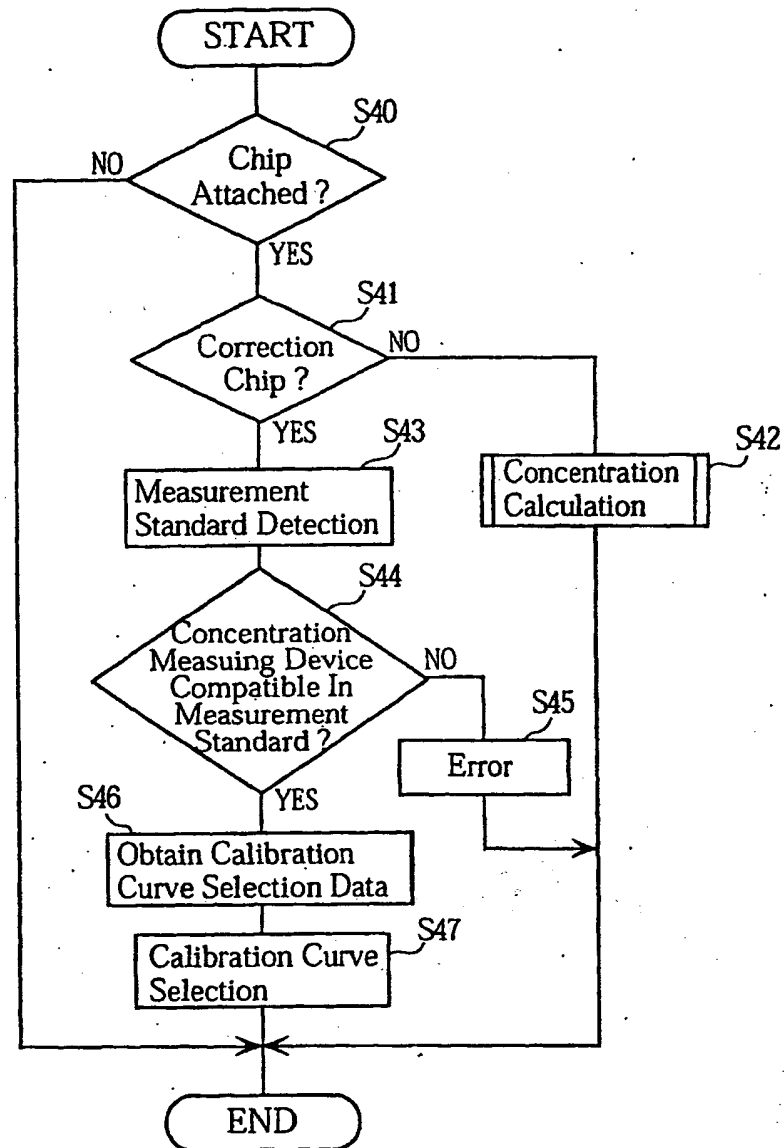 START
S40
NO
Chip
Attached ?
YES
S41
Correction
Chip ?
NO
YES
S43
S42
Measurement
Standard Detection
Concentration
Calculation
S44
Concentration
Measuing Device
Compatible In
Measurement
Standard ?
NO
S45
Error
YES
S46
Obtain Calibration
Curve Selection Data
S47
Calibration Curve
Selection
END